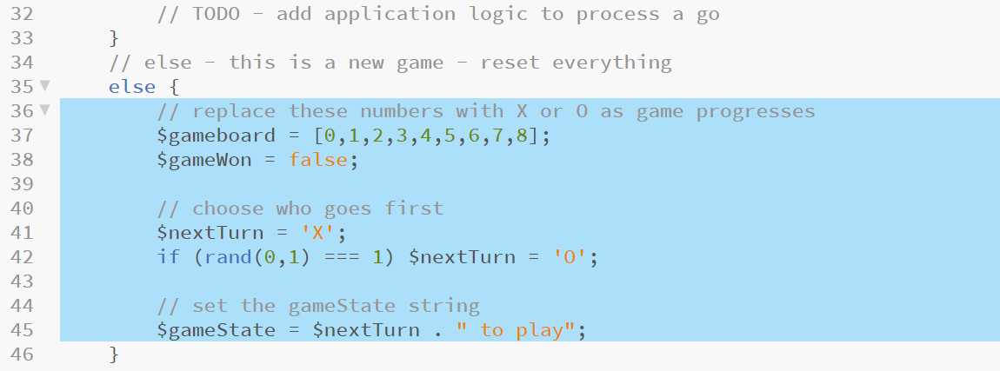 32 // TODO - add application logic to process a go
33 }
34 // else - this is a new game - reset everything
35 else {
36 // replace these numbers with X or O as game progresses
37 $gameboard = [0,1,2,3,4,5,6,7,8];
38 $gameWon = false;
39
40 // choose who goes first
41 $nextTurn = 'X';
42 if (rand(0,1) === 1) $nextTurn = 'O';
43
44 // set the gameState string
45 $gameState = $nextTurn . " to play";
46 }